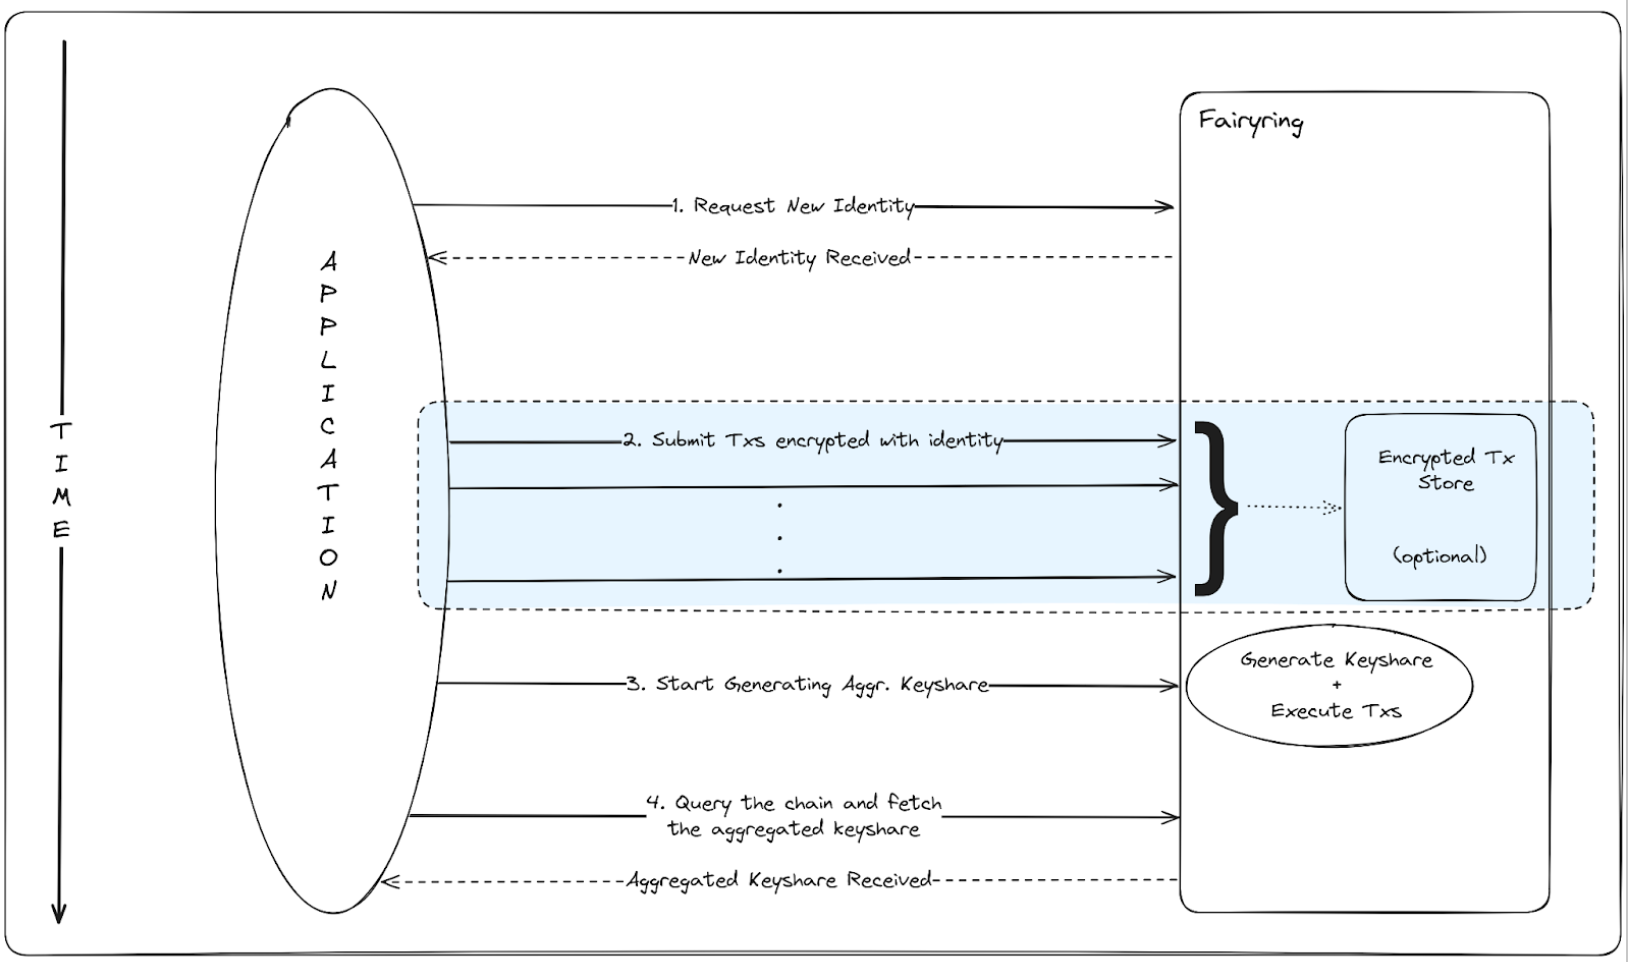 Fairyring
1. Request New Identity
New Identity Received
APPLICATION
TIME
2. Submit Txs encrypted with identity
.
.
.
}
Encrypted Tx
Store
(optional)
3. Start Generating Aggr. Keyshare
Generate Keyshare
+
Execute Txs
4. Query the chain and fetch
the aggregated keyshare
Aggregated Keyshare Received